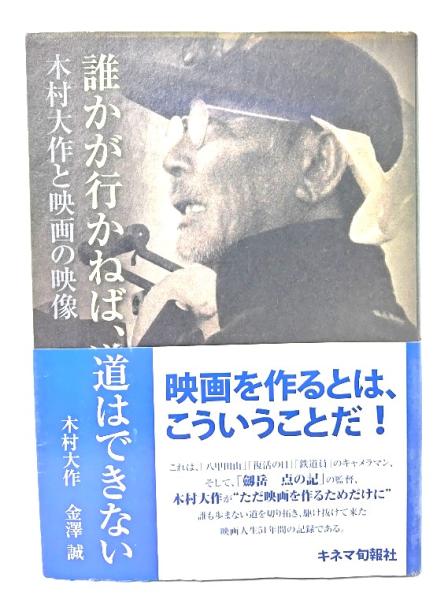 誰かが行かねば、道はできない
木村大作と映画の映像
木村大作 金澤 誠
映画を作るとは、
こういうことだ!
これは、「八甲田山」「復活の日」「鉄道員」のキャメラマン、
そして、「劔岳 点の記」の監督、
木村大作が“ただ映画を作るためだけに”
誰も歩まない道を切り拓き、駆け抜けて来た
映画人生51年間の記録である。
キネマ旬報社